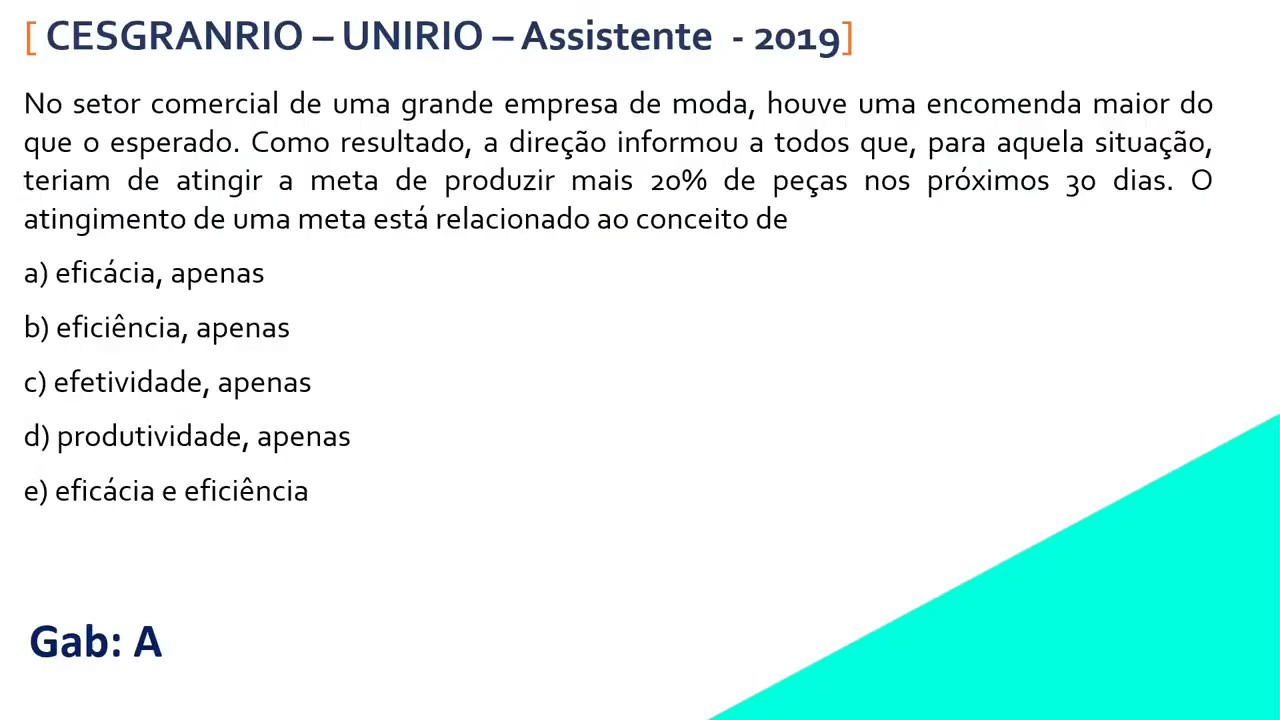 [ CESGRANRIO – UNIRIO – Assistente - 2019]
No setor comercial de uma grande empresa de moda, houve uma encomenda maior do
que o esperado. Como resultado, a direção informou a todos que, para aquela situação,
teriam de atingir a meta de produzir mais 20% de peças nos próximos 30 dias. O
atingimento de uma meta está relacionado ao conceito de
a) eficácia, apenas
b) eficiência, apenas
c) efetividade, apenas
d) produtividade, apenas
e) eficácia e eficiência
Gab: A